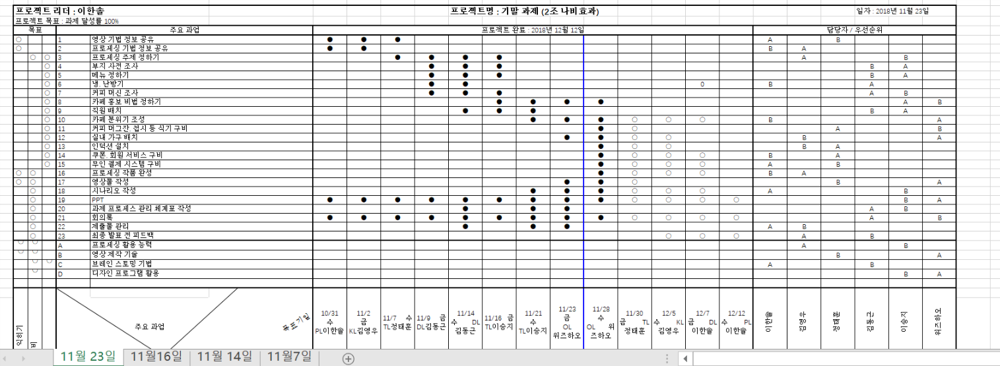 프로젝트 리더 : 이한솔 프로젝트명 : 기말 과제 (2조 나비효과) 일자 : 2018년 11월 23일
프로젝트 목표 : 과제 달성률 100%
목표 주요 과업 프로젝트 완료 : 2018년 12월 12일 담당자 / 우선순위
○ 1 영상 기법 정보 공유 ● ● ● A B
○ 2 프로세싱 기법 정보 공유 ● ● B A
○ ○ 3 프로세싱 주제 정하기 ● ● ● ● A B
○ 4 부지 사전 조사 ● ● ● B A
○ 5 메뉴 정하기 ● ● ● B A
○ 6 냉, 난방기 ● ● 0 B A
○ 7 커피 머신 조사 ● ● ● A B
○ 8 카페 홍보 비법 정하기 ● ● ● ● A B
○ 9 직원 배치 ● ● ● B A
○ 10 카페 분위기 조성 ● ● ● ○ ○ ○ B A
○ 11 커피 머그잔, 접시 등 식기 구비 ● ○ A B
○ 12 실내 가구 배치 ● ● ○ ○ B A
○ 13 인덕션 설치 ● ○ ○ B A
○ 14 쿠폰, 회원 서비스 구비 ● ○ ○ ○ B A
○ 15 무인 결제 시스템 구비 ● ○ ○ ○ A B
○ ○ 16 프로세싱 작품 완성 ● ○ ○ ○ B A
○ ○ 17 영상물 작성 ● ● ○ B A
○ 18 시나리오 작성 ● ● ● ○ ○ ○ A B
○ 19 PPT ● ● ● ● ● ● ● ● ● ○ ○ ○ ○ B A
○ 20 과제 프로세스 관리 체계표 작성 ● ● ● A B
○ 21 회의록 ● ● ● ● ● ● ● ● ● ○ ○ ○ ○ A B
○ 22 제출물 관리 ● ● ● A B
○ 23 최종 발표 전 피드백 ○ ○ ○ A B
○ ○ A 프로세싱 활용 능력 A B
○ ○ B 영상 제작 기술 B A
○ ○ C 브레인 스토밍 기법 A B
○ D 디자인 프로그램 활용 B A
익히기
비
주요 과업
목표기일
10/31 수 PL이한솔
11/2 금 KL김영우
11/7 수 TL정태훈
11/9 금 DL김동근
11/14 수 DL 김동근
11/16 금 TL이승지
11/21 수 TL이승지
11/23 금 OL 위즈하오
11/28 수 OL 위즈하오
11/30 금 TL 정태훈
12/5 수 KL 김영우
12/7 금 DL 이한솔
12/12 수 PL 이한솔
이한솔
김영우
정태훈
김동근
이승지
위즈하오
11월 23일 11월16일 11월 14일 11월7일